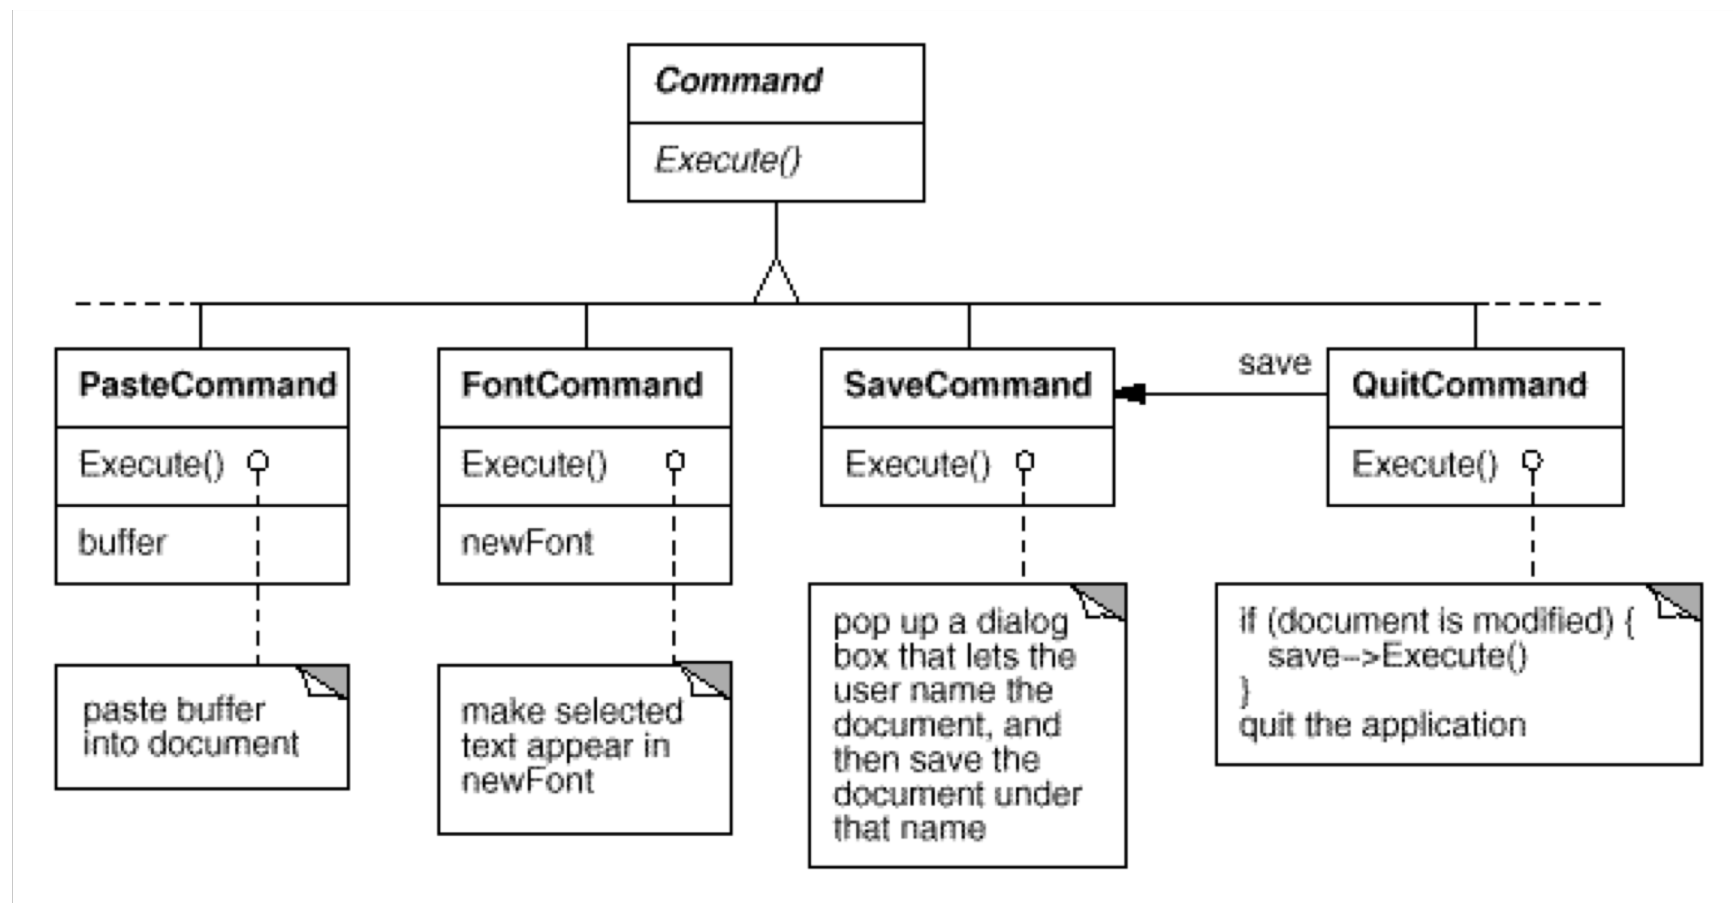 Command
Execute()
save
PasteCommand
Execute()
buffer
paste buffer
into document
FontCommand
Execute()
newFont
make selected
text appear in
newFont
SaveCommand
Execute()
pop up a dialog
box that lets the
user name the
document, and
then save the
document under
that name
QuitCommand
Execute()
if (document is modified) {
save-->Execute()
}
quit the application